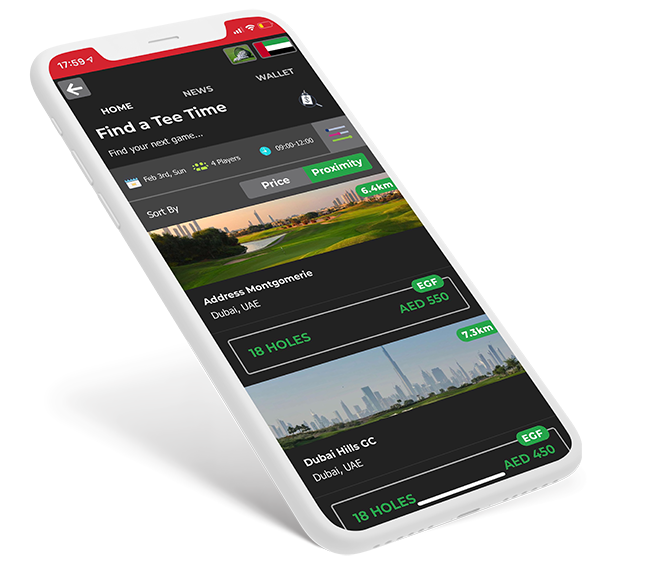 17:59
HOME NEWS WALLET
Find a Tee Time
Find your next game...
Feb 3rd, Sun 4 Players 09:00-12:00
Sort By Price Proximity
6.4km
Address Montgomerie
Dubai, UAE
EGF
18 HOLES AED 550
7.3km
Dubai Hills GC
Dubai, UAE
EGF
18 HOLES AED 450